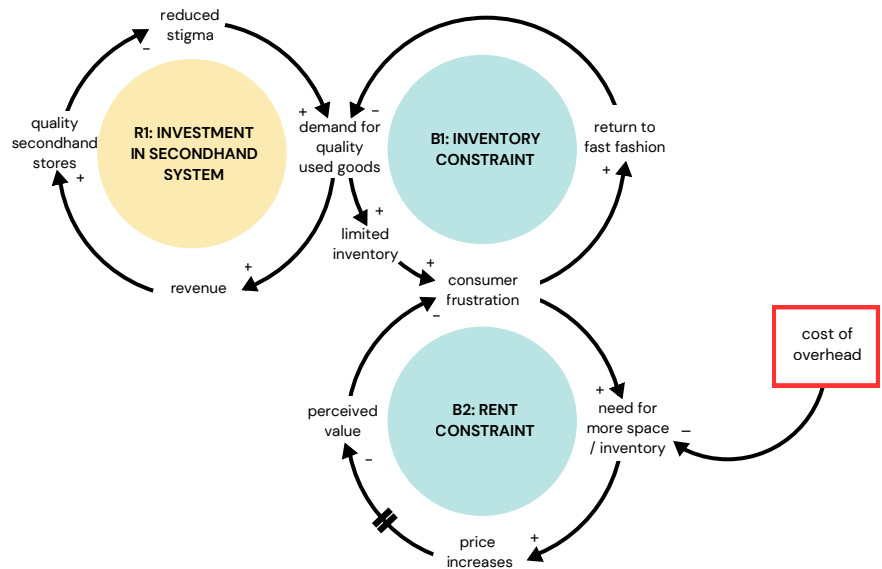 reduced
stigma
–
+
–
quality
secondhand
stores
+
R1: INVESTMENT
IN SECONDHAND
SYSTEM
demand for
quality
used goods
B1: INVENTORY
CONSTRAINT
return to
fast fashion
+
+
limited
inventory
+
+
revenue
consumer
frustration
–
cost of
overhead
perceived
value
–
B2: RENT
CONSTRAINT
+
need for
more space
/ inventory
–
price
increases
+